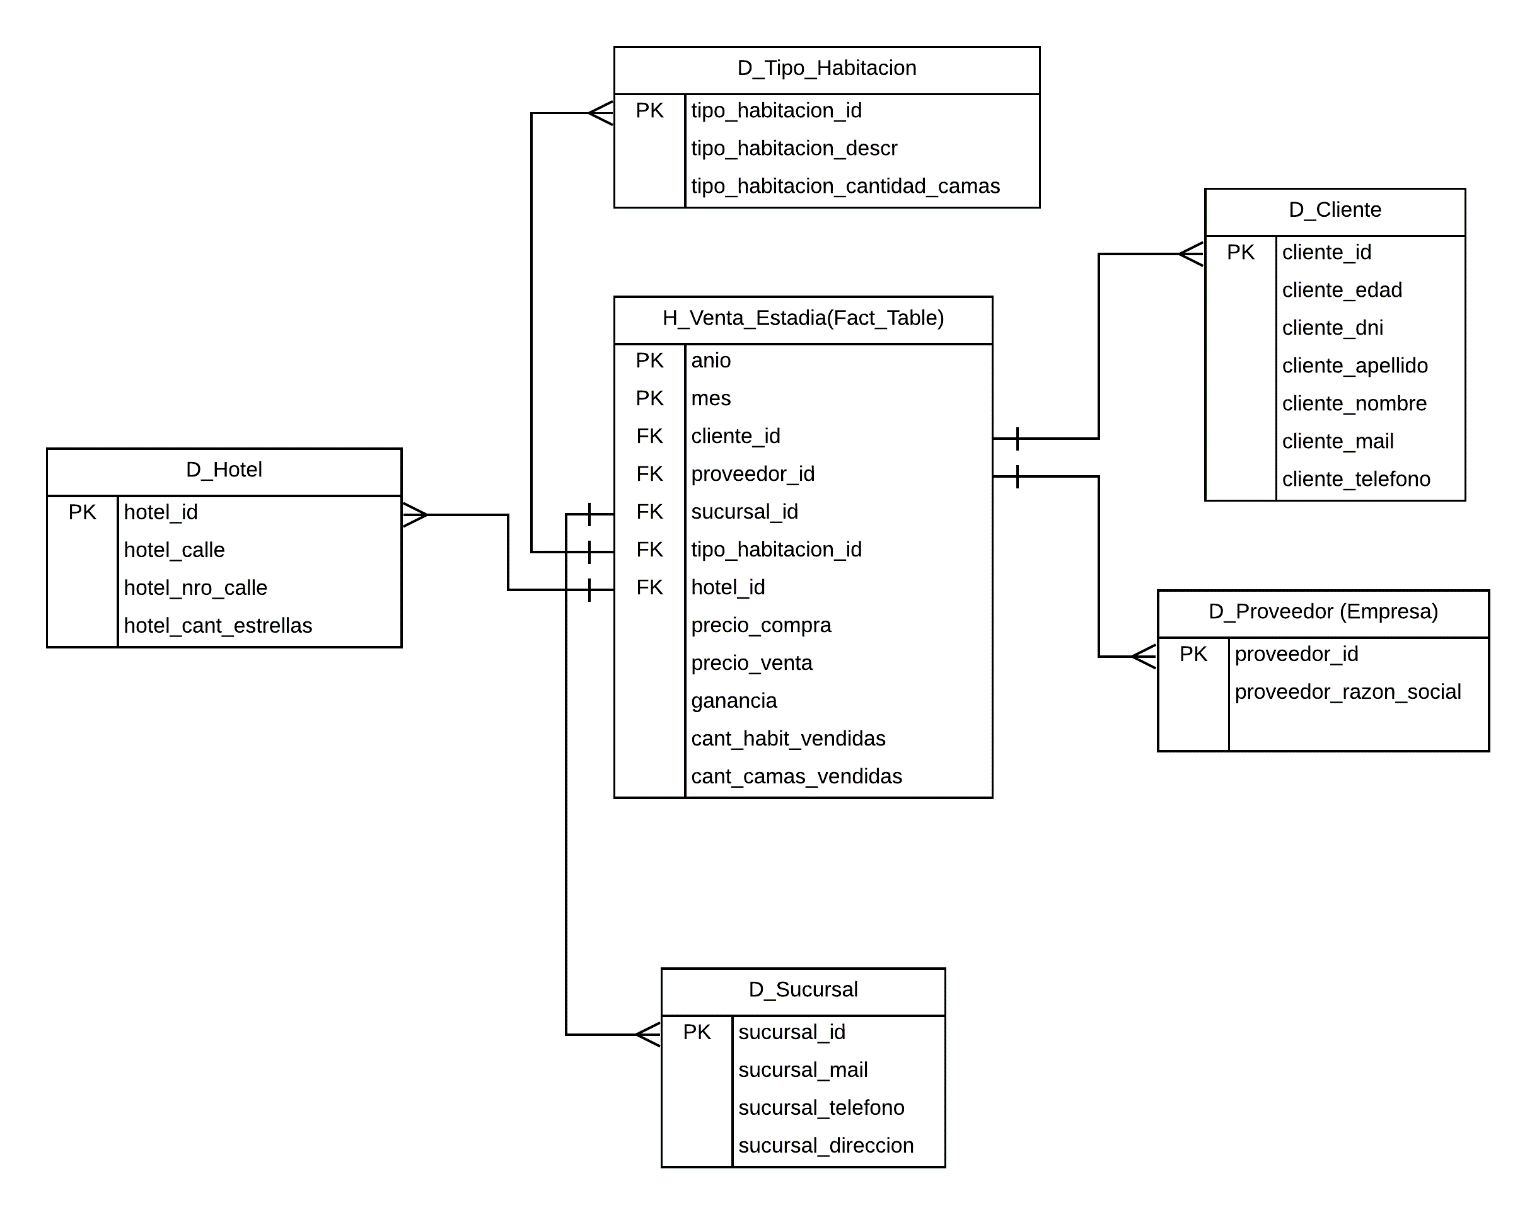 D_Tipo_Habitacion
PK tipo_habitacion_id
tipo_habitacion_descr
tipo_habitacion_cantidad_camas
D_Cliente
PK cliente_id
cliente_edad
cliente_dni
cliente_apellido
cliente_nombre
cliente_mail
cliente_telefono
H_Venta_Estadia(Fact_Table)
PK anio
PK mes
FK cliente_id
FK proveedor_id
FK sucursal_id
FK tipo_habitacion_id
FK hotel_id
precio_compra
precio_venta
ganancia
cant_habit_vendidas
cant_camas_vendidas
D_Hotel
PK hotel_id
hotel_calle
hotel_nro_calle
hotel_cant_estrellas
D_Proveedor (Empresa)
PK proveedor_id
proveedor_razon_social
D_Sucursal
PK sucursal_id
sucursal_mail
sucursal_telefono
sucursal_direccion